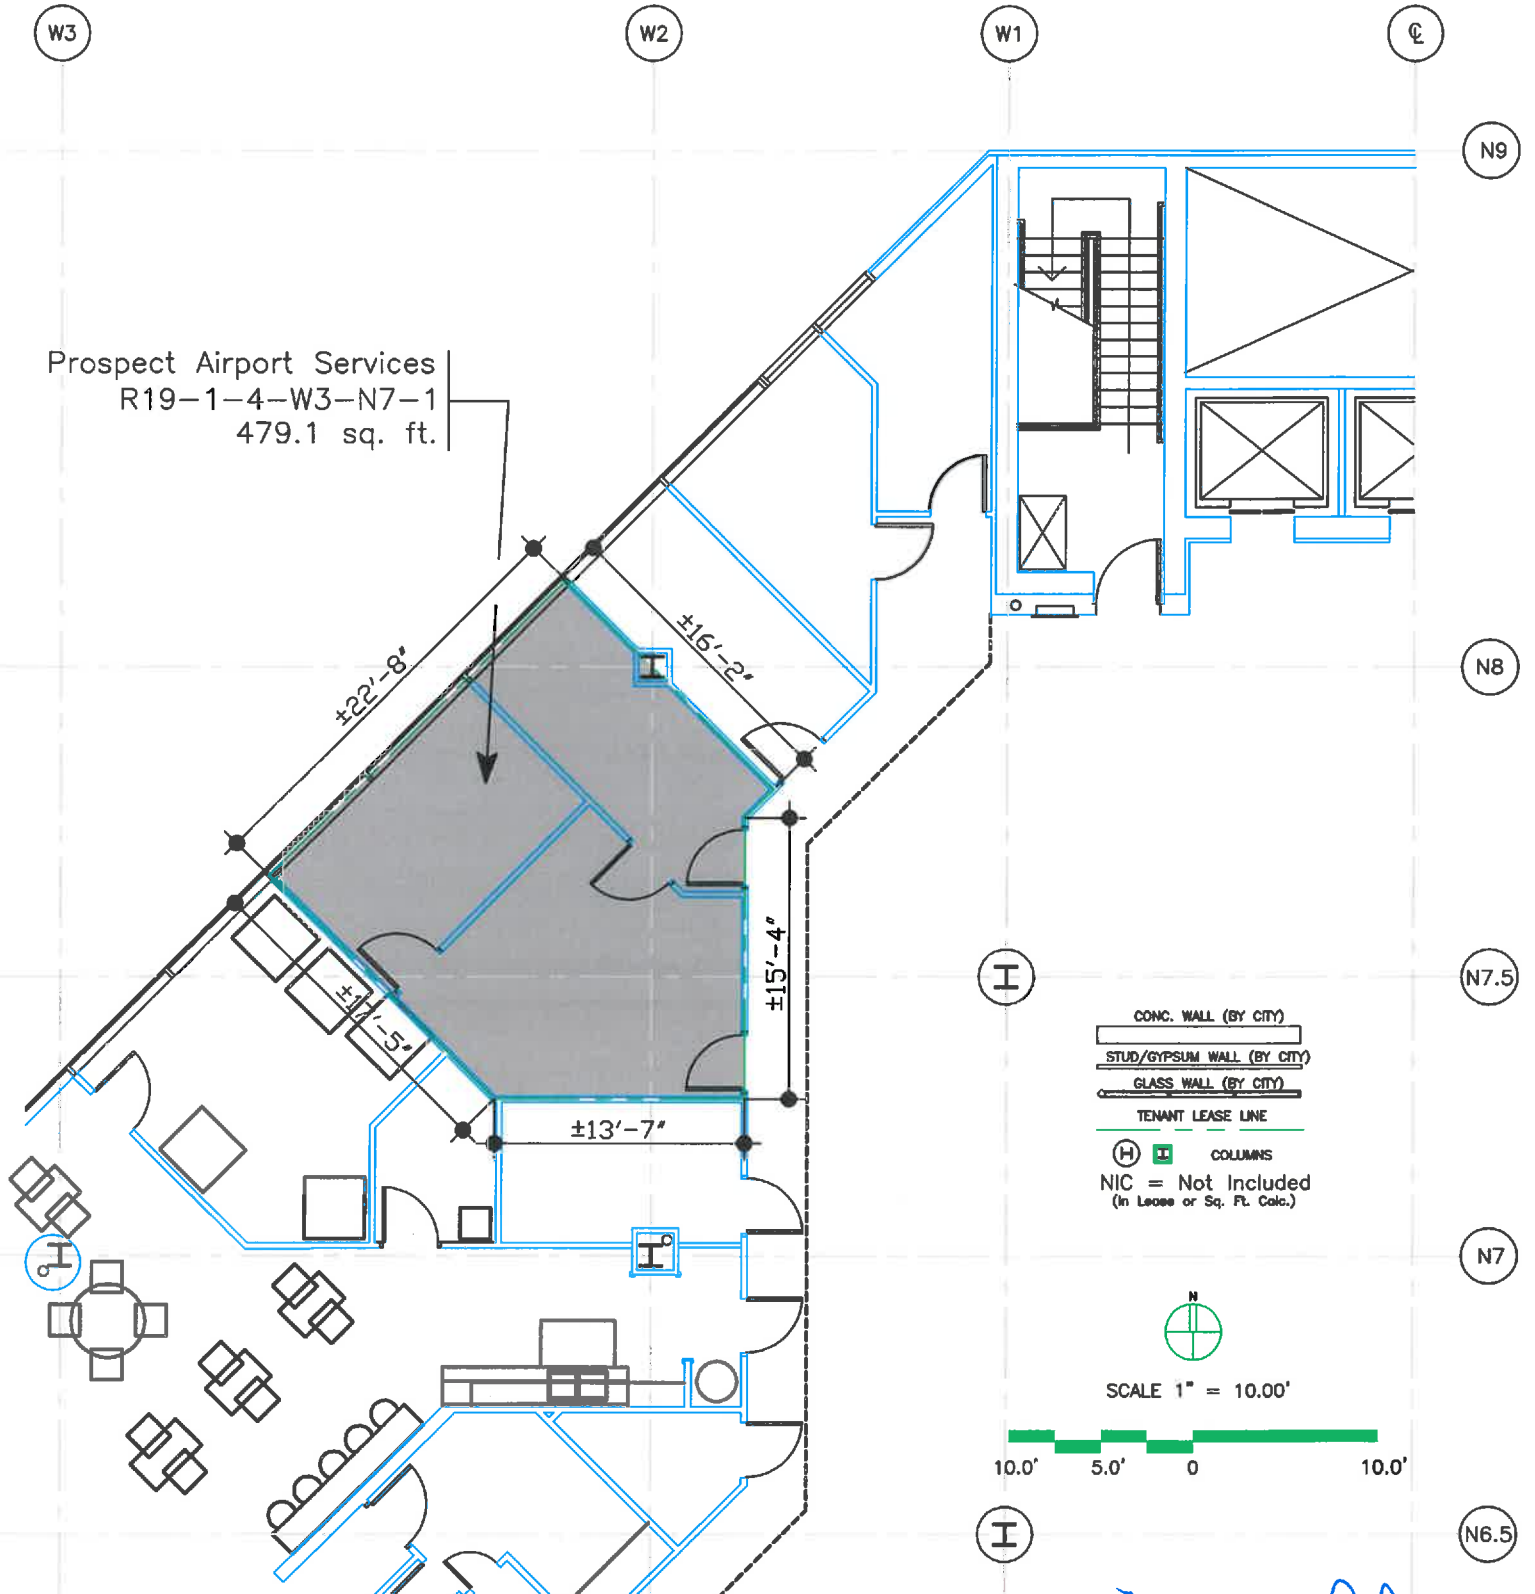 W3
W2
W1
℄
N9
Prospect Airport Services
R19-1-4-W3-N7-1
479.1 sq. ft.
±16'-2"
N8
±22'-8"
±15'-4"
N7.5
±17'-5"
CONC. WALL (BY CITY)
STUD/GYPSUM WALL (BY CITY)
GLASS WALL (BY CITY)
TENANT LEASE LINE
±13'-7"
COLUMNS
NIC = Not Included
(In Lease or Sq. Ft. Calc.)
N7
N
SCALE 1" = 10.00'
10.0' 5.0' 0 10.0'
N6.5